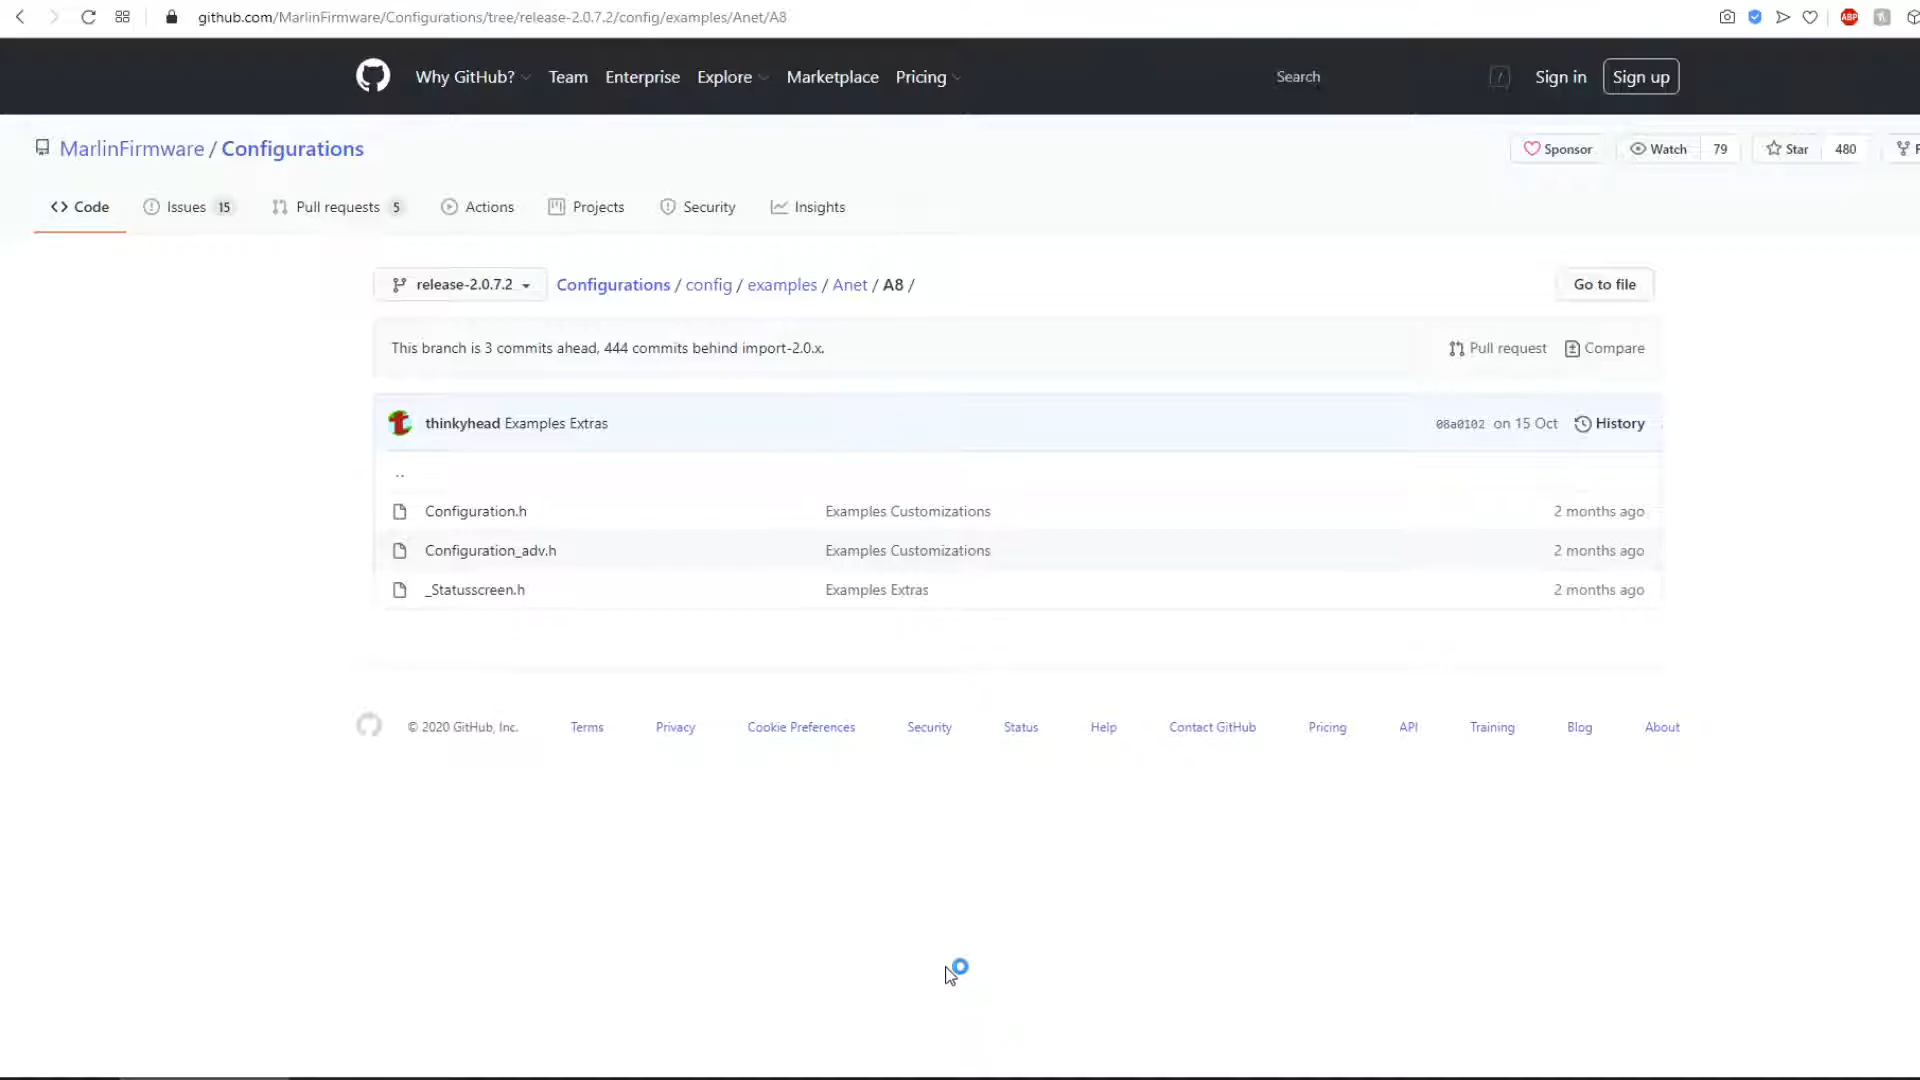 github.com/MarlinFirmware/Configurations/tree/release-2.0.7.2/config/examples/Anet/A8
ABP
Why GitHub? Team Enterprise Explore Marketplace Pricing Search / Sign in Sign up
MarlinFirmware / Configurations Sponsor Watch 79 Star 480 F
Code Issues 15 Pull requests 5 Actions Projects Security Insights
release-2.0.7.2 Configurations / config / examples / Anet / A8 / Go to file
This branch is 3 commits ahead, 444 commits behind import-2.0.x. Pull request Compare
thinkyhead Examples Extras 08a0102 on 15 Oct History
..
Configuration.h Examples Customizations 2 months ago
Configuration_adv.h Examples Customizations 2 months ago
_Statusscreen.h Examples Extras 2 months ago
© 2020 GitHub, Inc. Terms Privacy Cookie Preferences Security Status Help Contact GitHub Pricing API Training Blog About